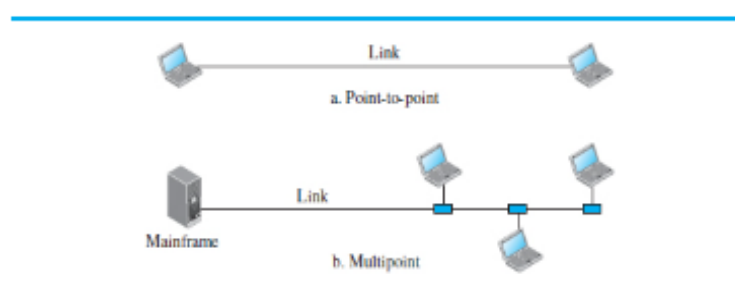 Link
a. Point-to-point
Link
Mainframe
b. Multipoint